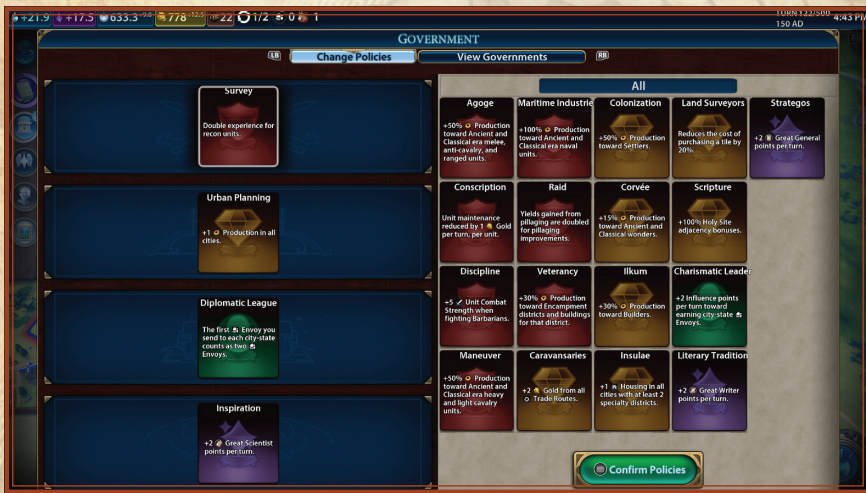 +21.9 +17.5 633.3 -9.8 778 -12.5 22 1/2 0 1
TURN 122/500
150 AD
4:43 PM
GOVERNMENT
LB Change Policies View Governments RB
Survey
Double experience for
recon units.
Urban Planning
+1 Production in all
cities.
Diplomatic League
The first Envoy you
send to each city-state
counts as two
Envoys.
Inspiration
+2 Great Scientist
points per turn.
All
Agoge
+50% Production
toward Ancient and
Classical era melee,
anti-cavalry, and
ranged units.
Maritime Industrie
+100% Production
toward Ancient and
Classical era naval
units.
Colonization
+50% Production
toward Settlers.
Land Surveyors
Reduces the cost of
purchasing a tile by
20%.
Strategos
+2 Great General
points per turn.
Conscription
Unit maintenance
reduced by 1 Gold
per turn, per unit.
Raid
Yields gained from
pillaging are doubled
for pillaging
improvements.
Corvée
+15% Production
toward Ancient and
Classical wonders.
Scripture
+100% Holy Site
adjacency bonuses.
Discipline
+5 Unit Combat
Strength when
fighting Barbarians.
Veterancy
+30% Production
toward Encampment
districts and buildings
for that district.
Ilkum
+30% Production
toward Builders.
Charismatic Leader
+2 Influence points
per turn toward
earning city-state
Envoys.
Maneuver
+50% Production
toward Ancient and
Classical era heavy
and light cavalry
units.
Caravansaries
+2 Gold from all
Trade Routes.
Insulae
+1 Housing in all
cities with at least 2
specialty districts.
Literary Tradition
+2 Great Writer
points per turn.
Confirm Policies